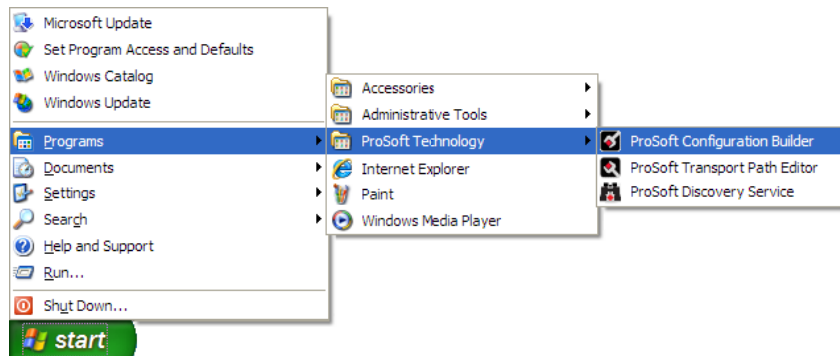 Microsoft Update
Set Program Access and Defaults
Windows Catalog
Windows Update
Programs
Documents
Settings
Search
Help and Support
Run...
Shut Down...
start
Accessories
Administrative Tools
ProSoft Technology
Internet Explorer
Paint
Windows Media Player
ProSoft Configuration Builder
ProSoft Transport Path Editor
ProSoft Discovery Service